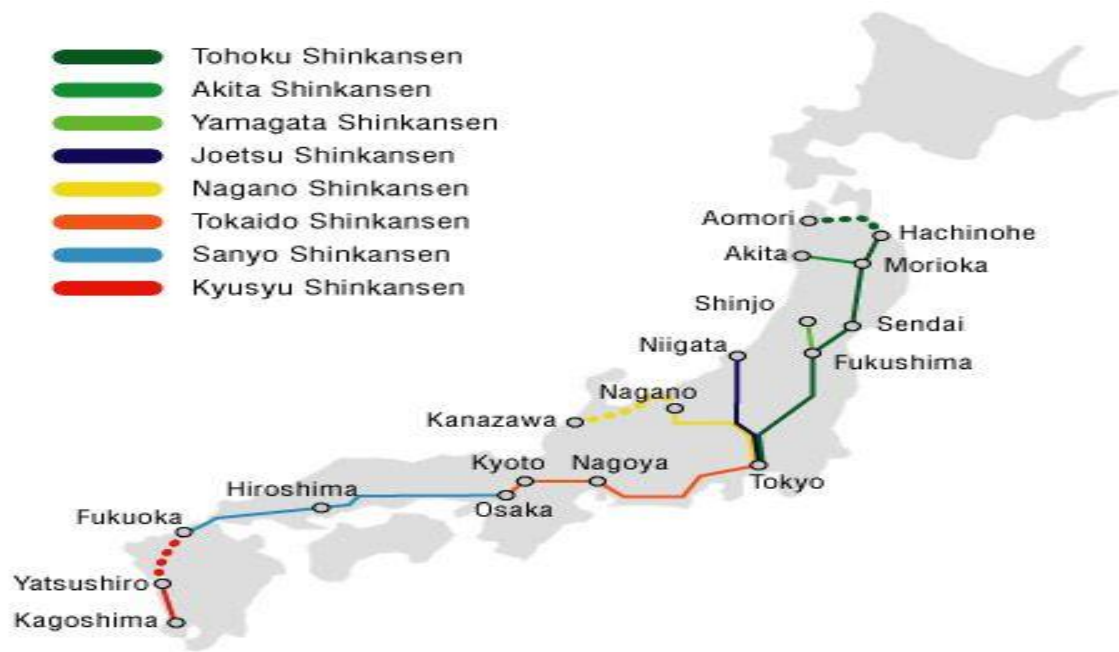 Tohoku Shinkansen
Akita Shinkansen
Yamagata Shinkansen
Joetsu Shinkansen
Nagano Shinkansen
Tokaido Shinkansen
Sanyo Shinkansen
Kyusyu Shinkansen
Aomori
Hachinohe
Akita
Morioka
Shinjo
Sendai
Niigata
Fukushima
Nagano
Kanazawa
Kyoto
Nagoya
Tokyo
Hiroshima
Osaka
Fukuoka
Yatsushiro
Kagoshima